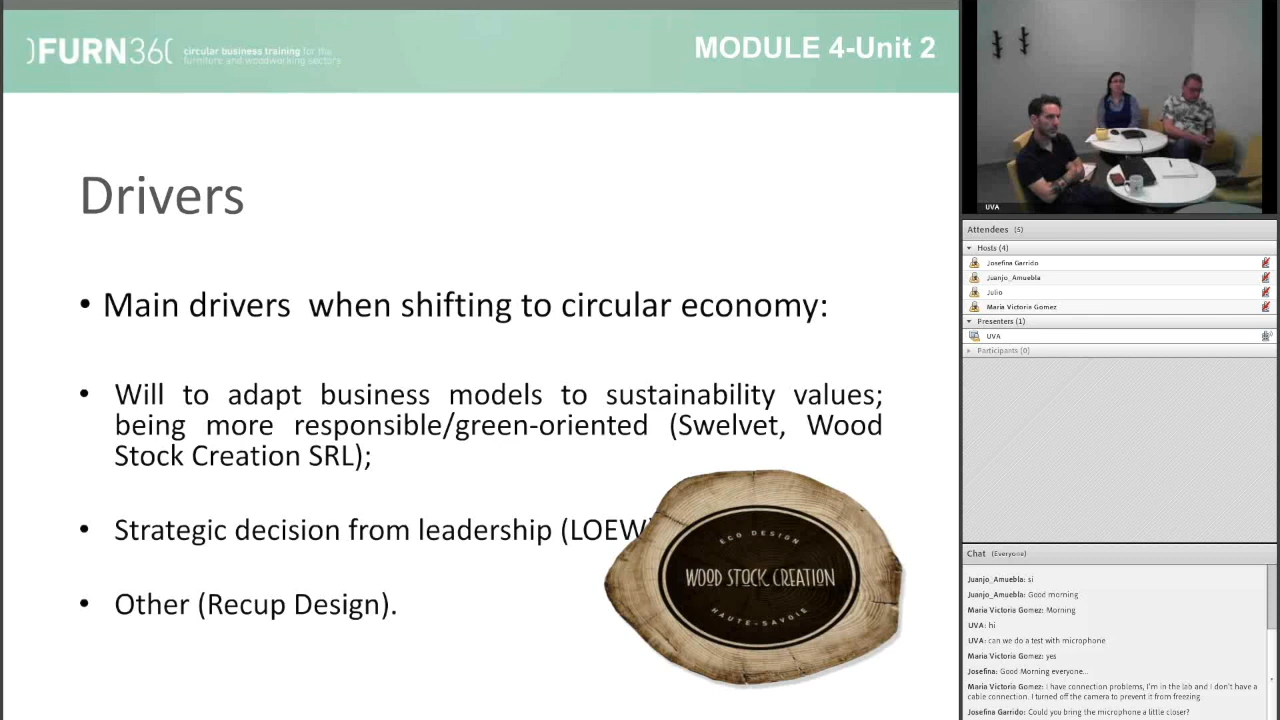 )FURN36(
circular business training for the
furniture and woodworking sectors
MODULE 4-Unit 2
Drivers
• Main drivers when shifting to circular economy:
• Will to adapt business models to sustainability values;
being more responsible/green-oriented (Swelvet, Wood
Stock Creation SRL);
• Strategic decision from leadership (LOEW
• Other (Recup Design).
ECO DESIGN
WOOD STOCK CREATION
HAUTE-SAVOIE
UVA
Attendees (5)
Hosts (4)
Josefina Garrido
Juanjo_Amuebla
Julio
Maria Victoria Gomez
Presenters (1)
UVA
Participants (0)
Chat (Everyone)
Juanjo_Amuebla: si
Juanjo_Amuebla: Good morning
Maria Victoria Gomez: Morning
UVA: hi
UVA: can we do a test with microphone
Maria Victoria Gomez: yes
Josefina: Good Morning everyone...
Maria Victoria Gomez: I have connection problems, I'm in the lab and I don't have a
cable connection. I turned off the camera to prevent it from freezing
Josefina Garrido: Could you bring the microphone a little closer?